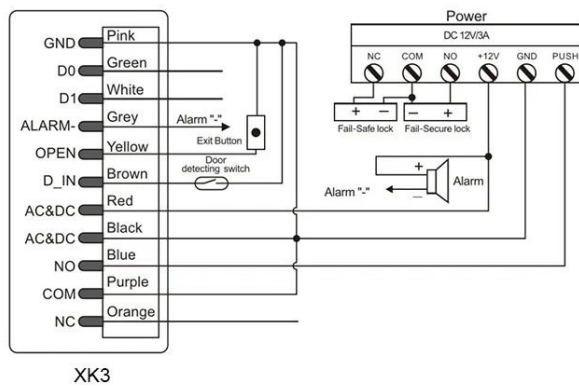 GND Pink
D0 Green
D1 White
ALARM- Grey Alarm "-"
Exit Button
OPEN Yellow
Door
detecting switch
D_IN Brown
AC&DC Red
AC&DC Black
NO Blue
COM Purple
NC Orange
XK3
Power
DC 12V/3A
NC COM NO +12V GND PUSH
+ − − +
Fail-Safe lock Fail-Secure lock
+
Alarm "-" Alarm
−